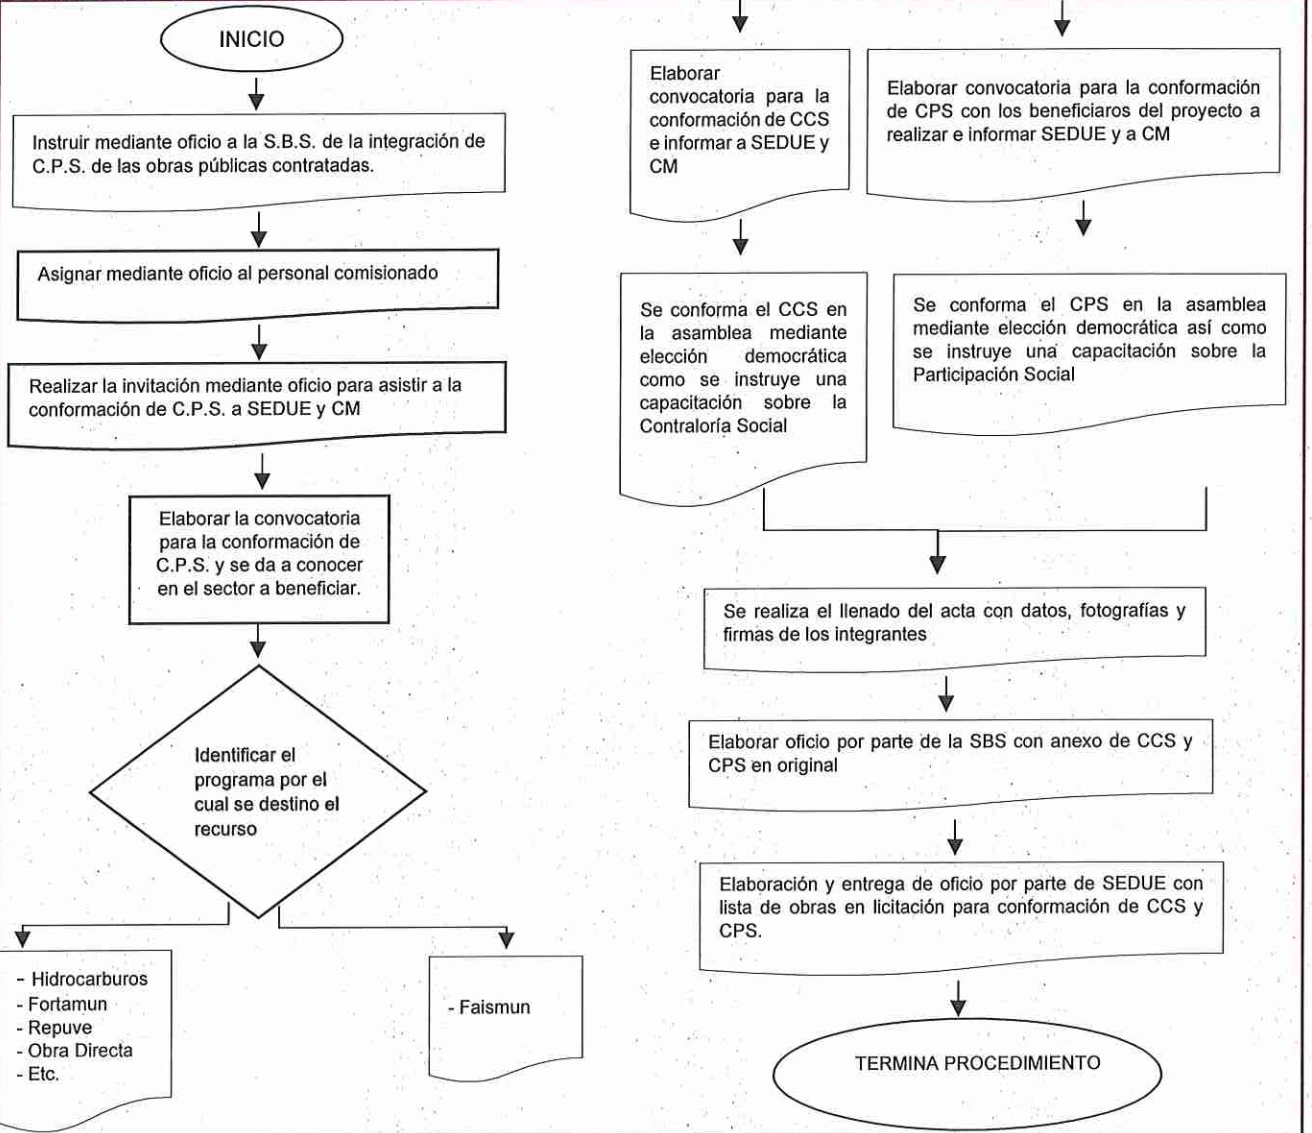 INICIO
Instruir mediante oficio a la S.B.S. de la integración de
C.P.S. de las obras públicas contratadas.
Asignar mediante oficio al personal comisionado
Realizar la invitación mediante oficio para asistir a la
conformación de C.P.S. a SEDUE y CM
Elaborar la convocatoria
para la conformación de
C.P.S. y se da a conocer
en el sector a beneficiar.
Identificar el
programa por el
cual se destino el
recurso
- Hidrocarburos
- Fortamun
- Repuve
- Obra Directa
- Etc.
- Faismun
Elaborar
convocatoria para la
conformación de CCS
e informar a SEDUE y
CM
Elaborar convocatoria para la conformación
de CPS con los beneficiaros del proyecto a
realizar e informar SEDUE y a CM
Se conforma el CCS en
la asamblea mediante
elección democrática
como se instruye una
capacitación sobre la
Contraloría Social
Se conforma el CPS en la asamblea
mediante elección democrática así como
se instruye una capacitación sobre la
Participación Social
Se realiza el llenado del acta con datos, fotografías y
firmas de los integrantes
Elaborar oficio por parte de la SBS con anexo de CCS y
CPS en original
Elaboración y entrega de oficio por parte de SEDUE con
lista de obras en licitación para conformación de CCS y
CPS.
TERMINA PROCEDIMIENTO